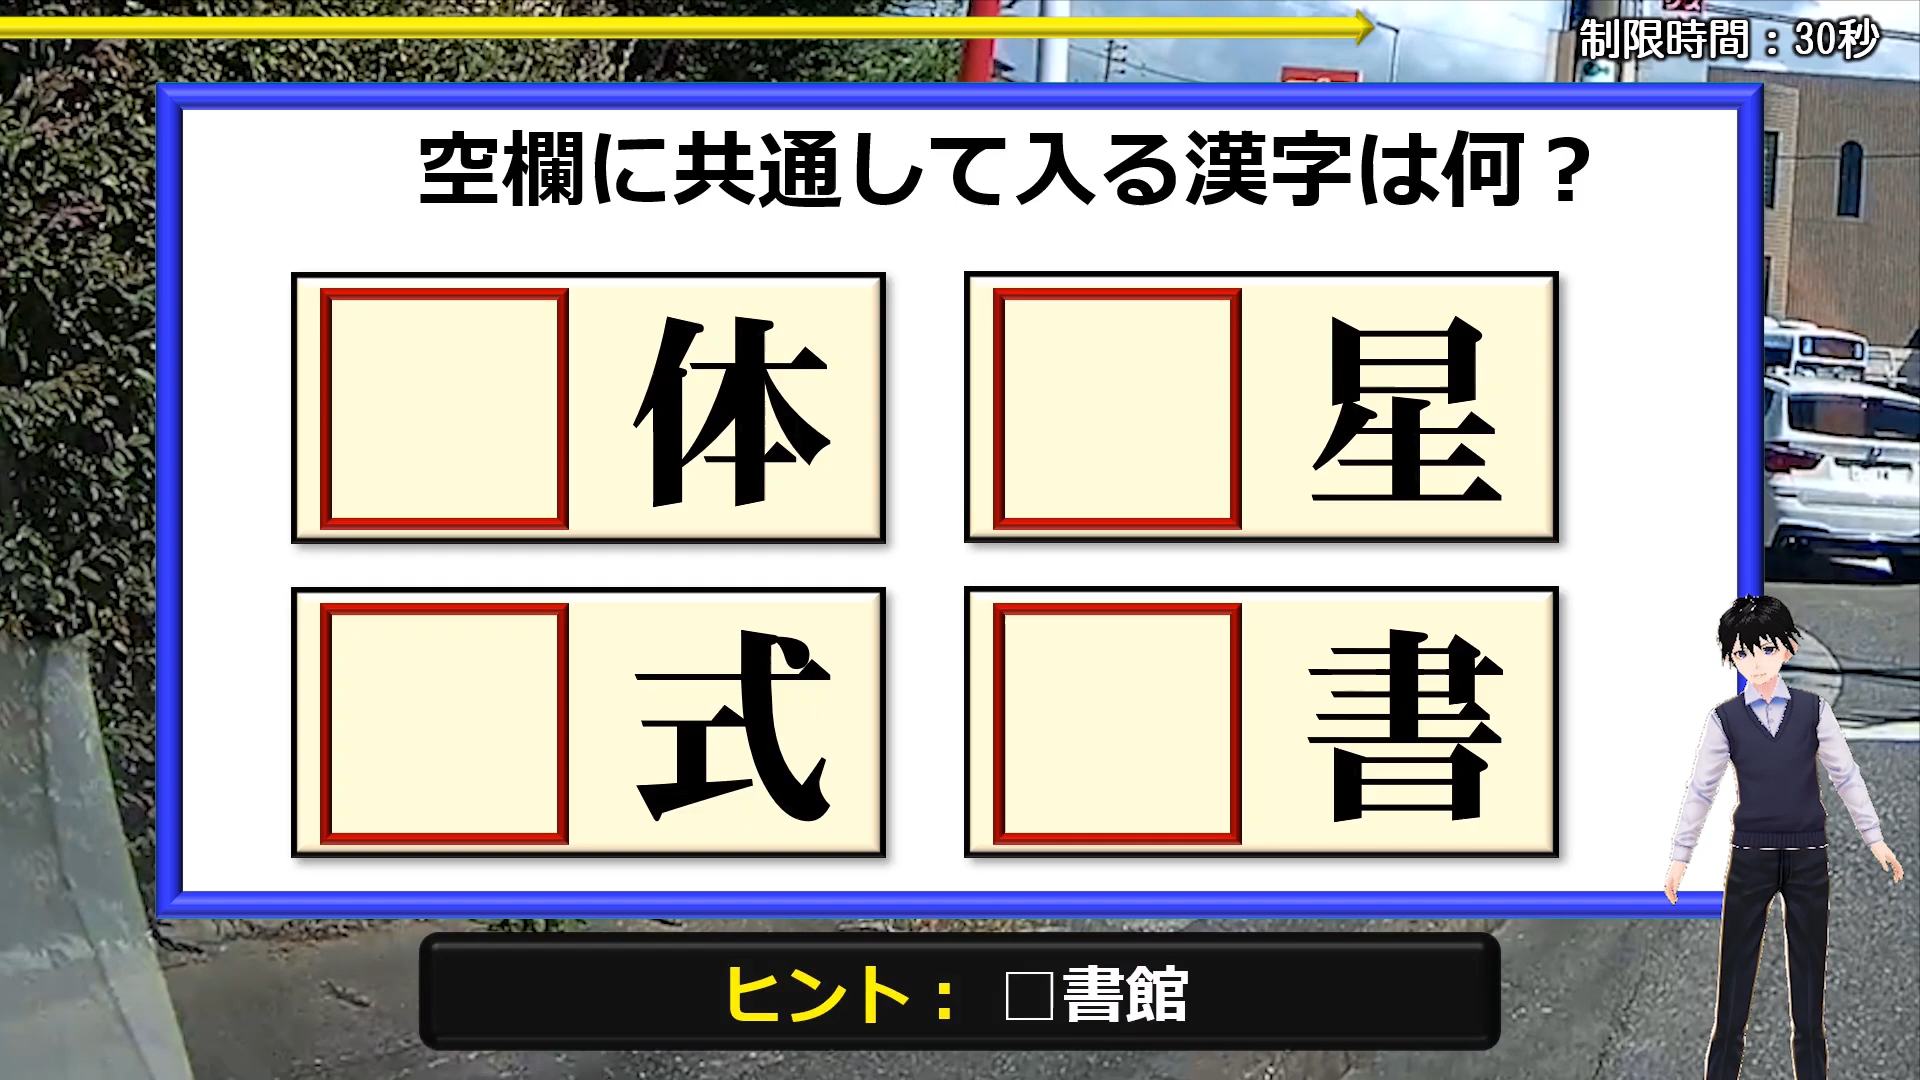 制限時間：30秒
空欄に共通して入る漢字は何？
体
星
式
書
ヒント： □書館